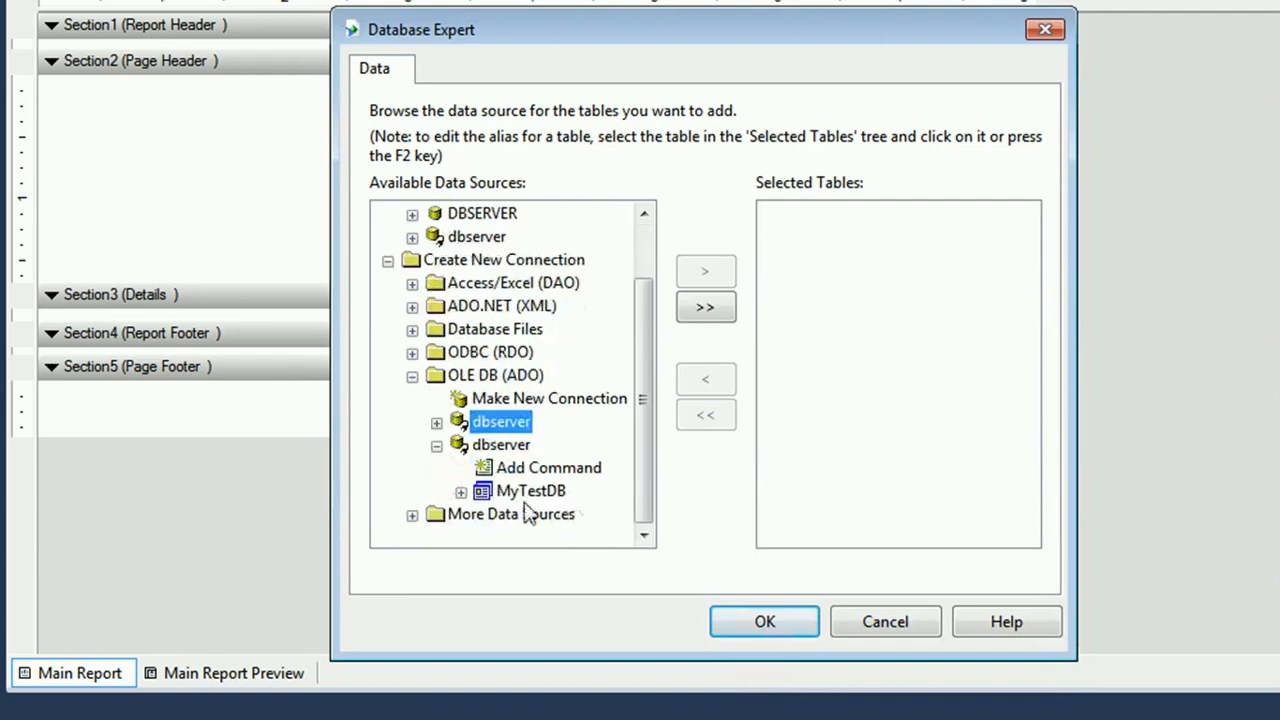 Section1 (Report Header )
Section2 (Page Header )
Section3 (Details )
Section4 (Report Footer )
Section5 (Page Footer )
Main Report
Main Report Preview
Database Expert
Data
Browse the data source for the tables you want to add.
(Note: to edit the alias for a table, select the table in the 'Selected Tables' tree and click on it or press
the F2 key)
Available Data Sources:
DBSERVER
dbserver
Create New Connection
Access/Excel (DAO)
ADO.NET (XML)
Database Files
ODBC (RDO)
OLE DB (ADO)
Make New Connection
dbserver
dbserver
Add Command
MyTestDB
More Data Sources
>
>>
<
<<
Selected Tables:
OK
Cancel
Help